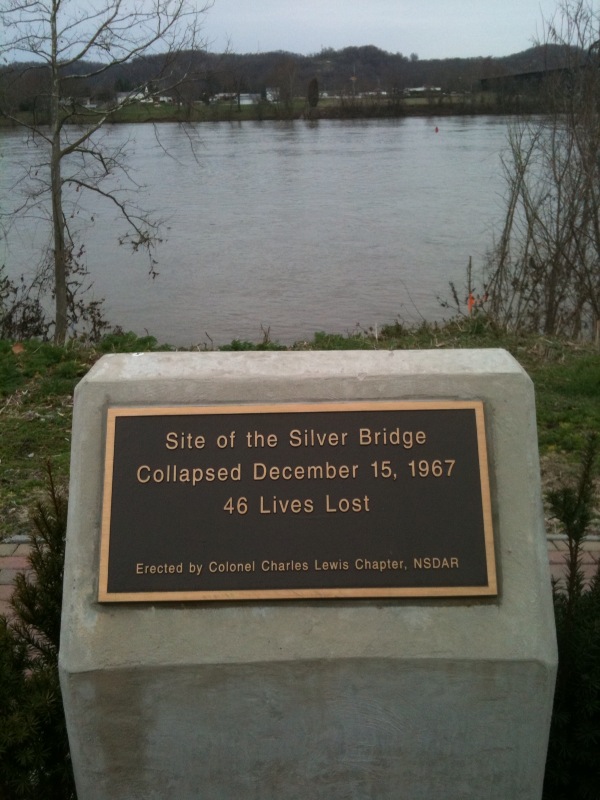 Site of the Silver Bridge
Collapsed December 15, 1967
46 Lives Lost
Erected by Colonel Charles Lewis Chapter, NSDAR